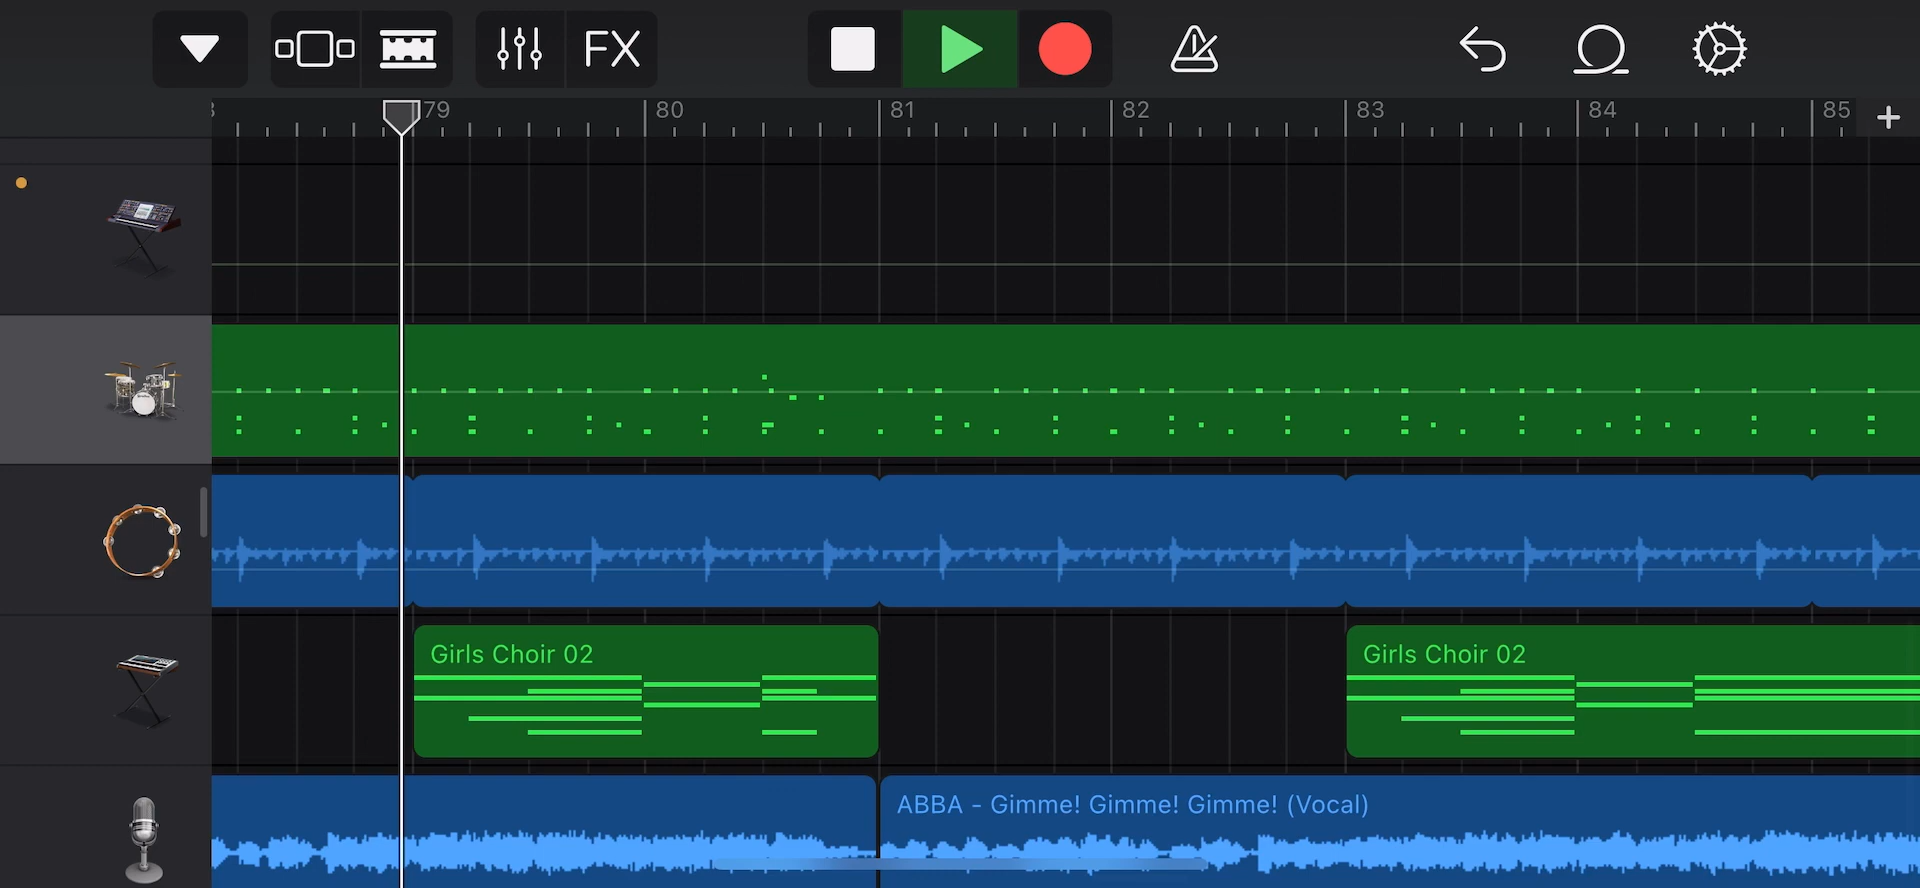 FX
79 80 81 82 83 84 85
Girls Choir 02 Girls Choir 02
ABBA - Gimme! Gimme! Gimme! (Vocal)